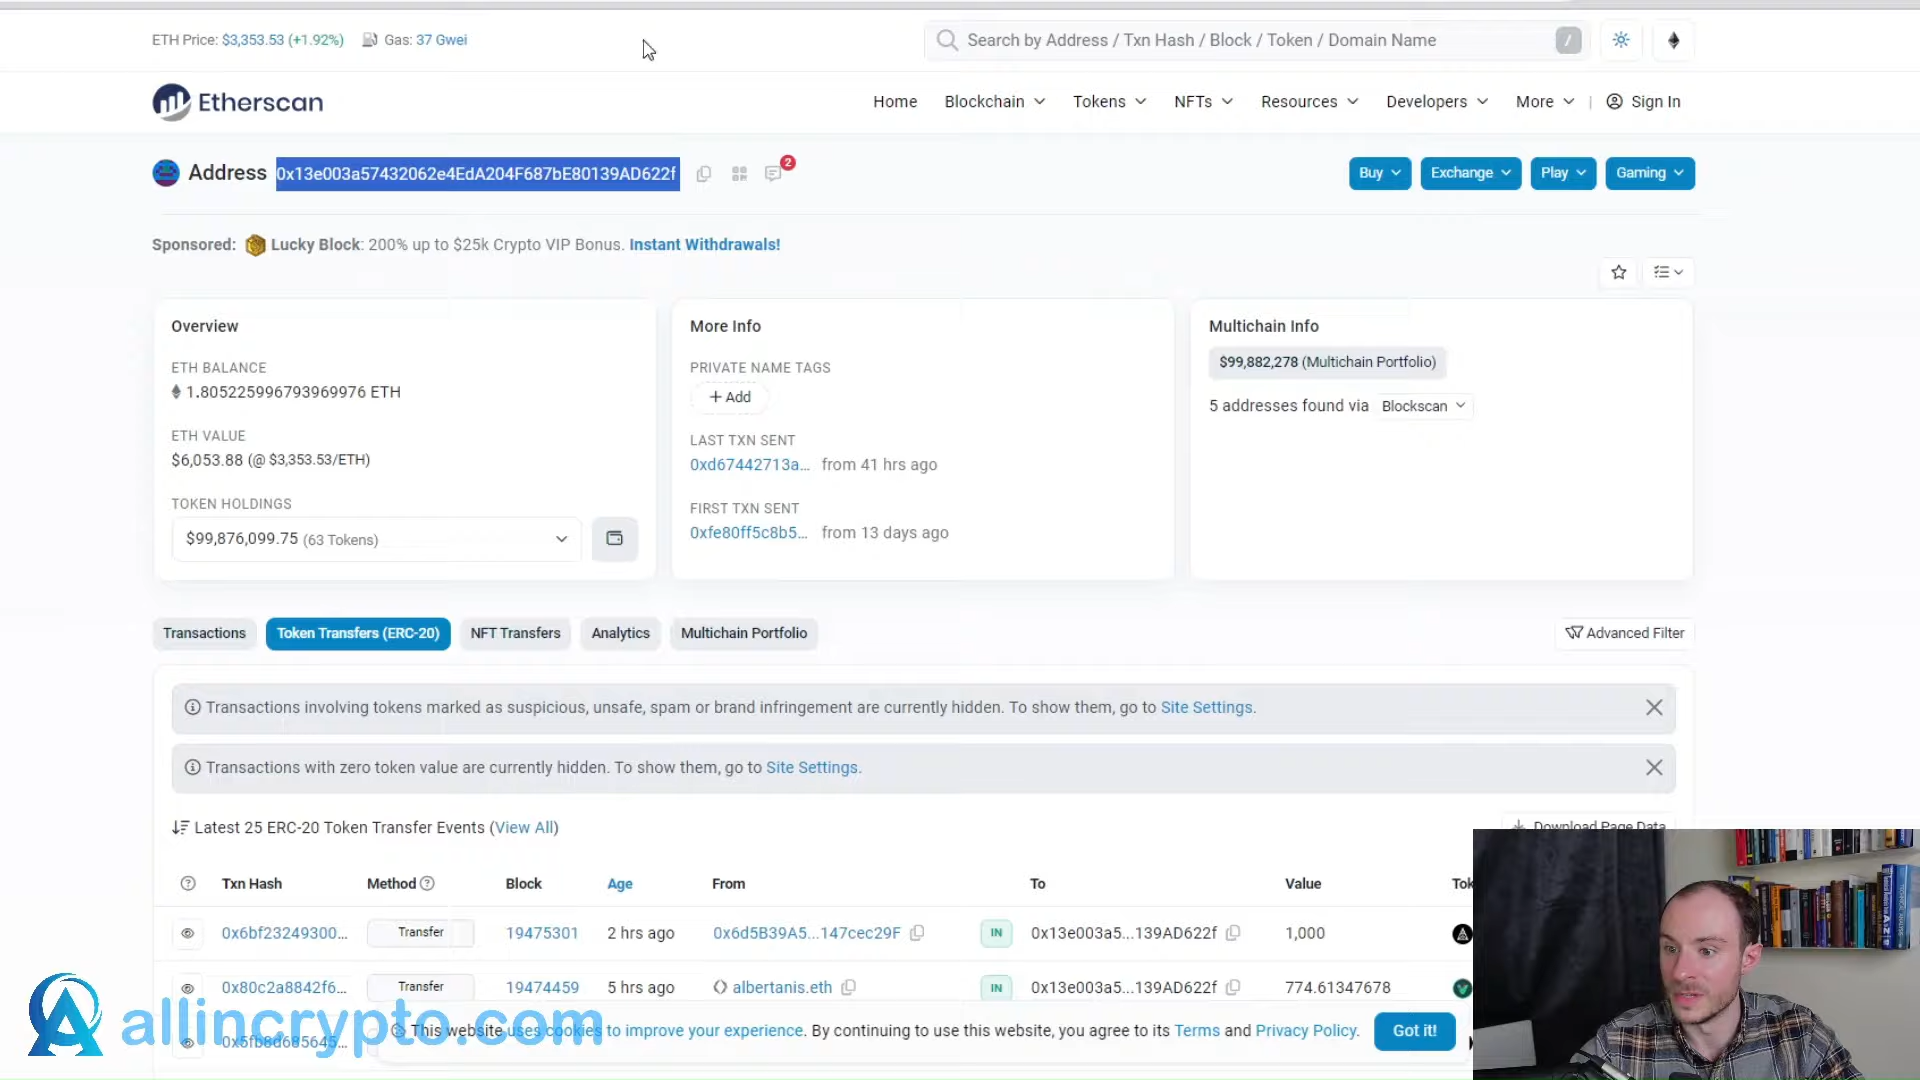 ETH Price: $3,353.53 (+1.92%) Gas: 37 Gwei
Search by Address / Txn Hash / Block / Token / Domain Name /
Etherscan
Home Blockchain Tokens NFTs Resources Developers More | Sign In
Address 0x13e003a57432062e4EdA204F687bE80139AD622f 2
Buy Exchange Play Gaming
Sponsored: Lucky Block: 200% up to $25k Crypto VIP Bonus. Instant Withdrawals!
Overview
ETH BALANCE
1.805225996793969976 ETH
ETH VALUE
$6,053.88 (@ $3,353.53/ETH)
TOKEN HOLDINGS
$99,876,099.75 (63 Tokens)
More Info
PRIVATE NAME TAGS
+ Add
LAST TXN SENT
0xd67442713a... from 41 hrs ago
FIRST TXN SENT
0xfe80ff5c8b5... from 13 days ago
Multichain Info
$99,882,278 (Multichain Portfolio)
5 addresses found via Blockscan
Transactions Token Transfers (ERC-20) NFT Transfers Analytics Multichain Portfolio Advanced Filter
Transactions involving tokens marked as suspicious, unsafe, spam or brand infringement are currently hidden. To show them, go to Site Settings.
Transactions with zero token value are currently hidden. To show them, go to Site Settings.
Latest 25 ERC-20 Token Transfer Events (View All)
Download Page Data
Txn Hash Method Block Age From To Value Tok
0x6bf23249300... Transfer 19475301 2 hrs ago 0x6d5B39A5...147cec29F IN 0x13e003a5...139AD622f 1,000
0x80c2a8842f6... Transfer 19474459 5 hrs ago albertanis.eth IN 0x13e003a5...139AD622f 774.61347678
allincrypto.com
This website uses cookies to improve your experience. By continuing to use this website, you agree to its Terms and Privacy Policy. Got it!